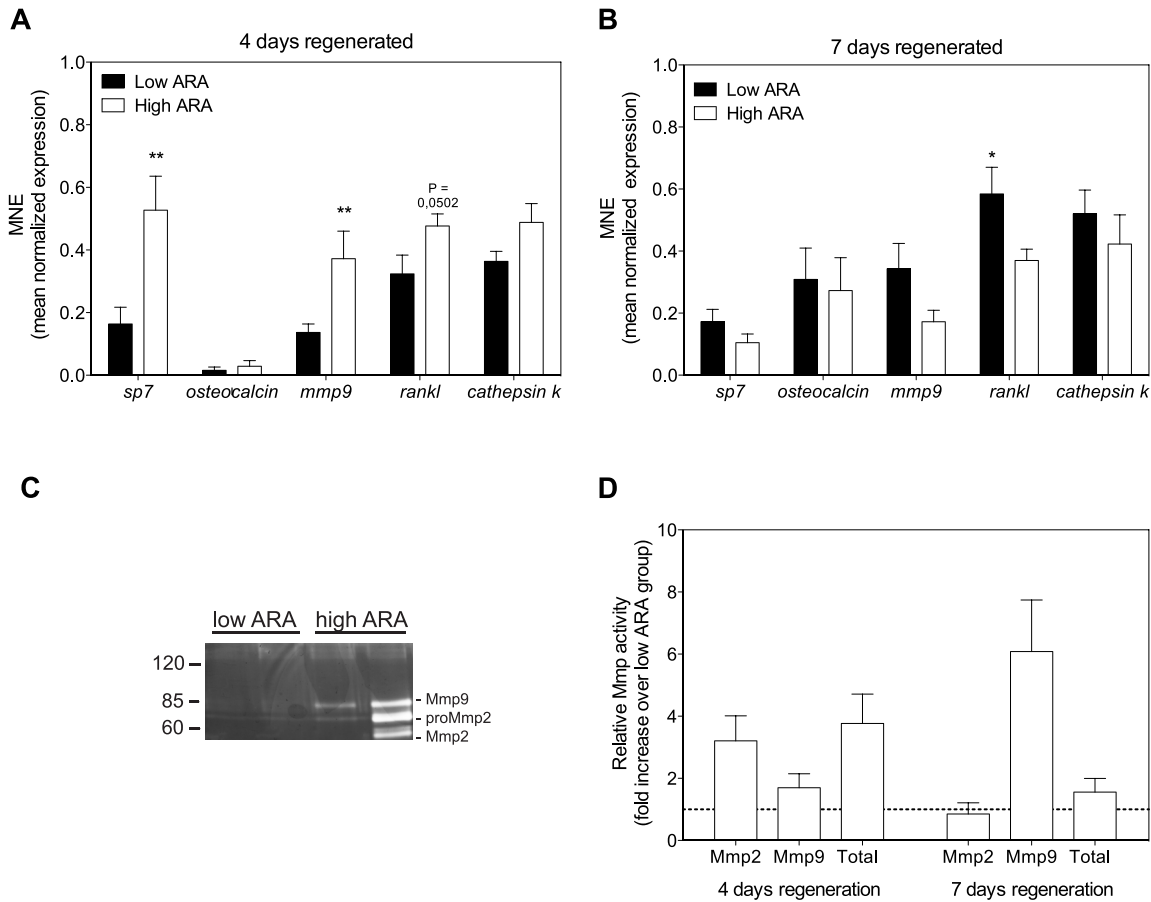 A
4 days regenerated
1.0
0.8
0.6
0.4
0.2
0.0
MNE
(mean normalized expression)
Low ARA
High ARA
**
**
P =
0,0502
sp7
osteocalcin
mmp9
rankl
cathepsin k
B
7 days regenerated
1.0
0.8
0.6
0.4
0.2
0.0
MNE
(mean normalized expression)
Low ARA
High ARA
*
sp7
osteocalcin
mmp9
rankl
cathepsin k
C
low ARA
high ARA
120
85
60
Mmp9
proMmp2
Mmp2
D
10
8
6
4
2
0
Relative Mmp activity
(fold increase over low ARA group)
Mmp2 Mmp9 Total
Mmp2 Mmp9 Total
4 days regeneration
7 days regeneration